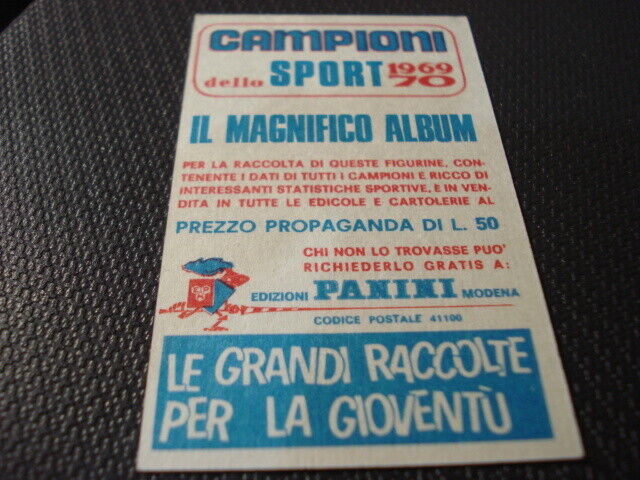 CAMPIONI
dello SPORT 1969 70
IL MAGNIFICO ALBUM
PER LA RACCOLTA DI QUESTE FIGURINE, CON-
TENENTE I DATI DI TUTTI I CAMPIONI E RICCO DI
INTERESSANTI STATISTICHE SPORTIVE, E IN VEN-
DITA IN TUTTE LE EDICOLE E CARTOLERIE AL
PREZZO PROPAGANDA DI L. 50
CHI NON LO TROVASSE PUO'
RICHIEDERLO GRATIS A:
EDIZIONI PANINI MODENA
CODICE POSTALE 41100
LE GRANDI RACCOLTE
PER LA GIOVENTÙ